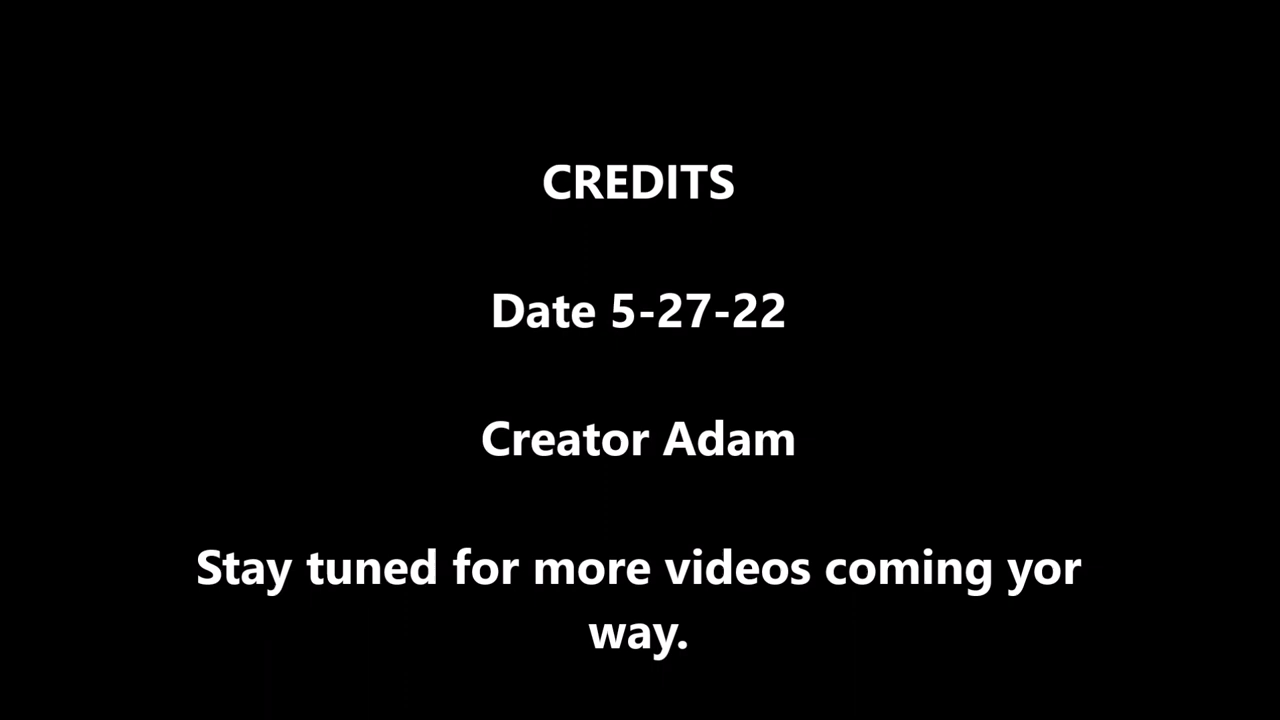 CREDITS
Date 5-27-22
Creator Adam
Stay tuned for more videos coming yor
way.